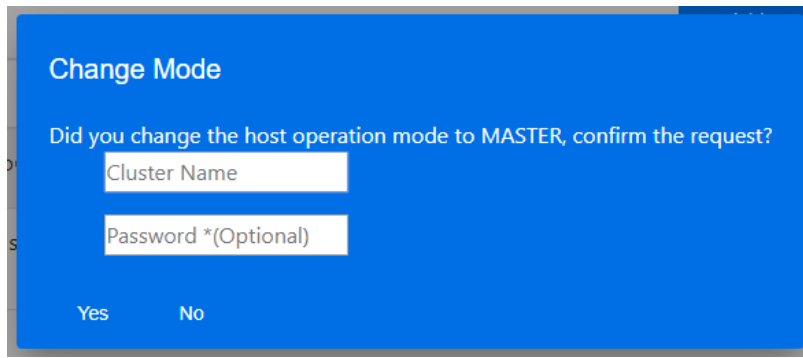 Change Mode
Did you change the host operation mode to MASTER, confirm the request?
Cluster Name
Password *(Optional)
Yes No